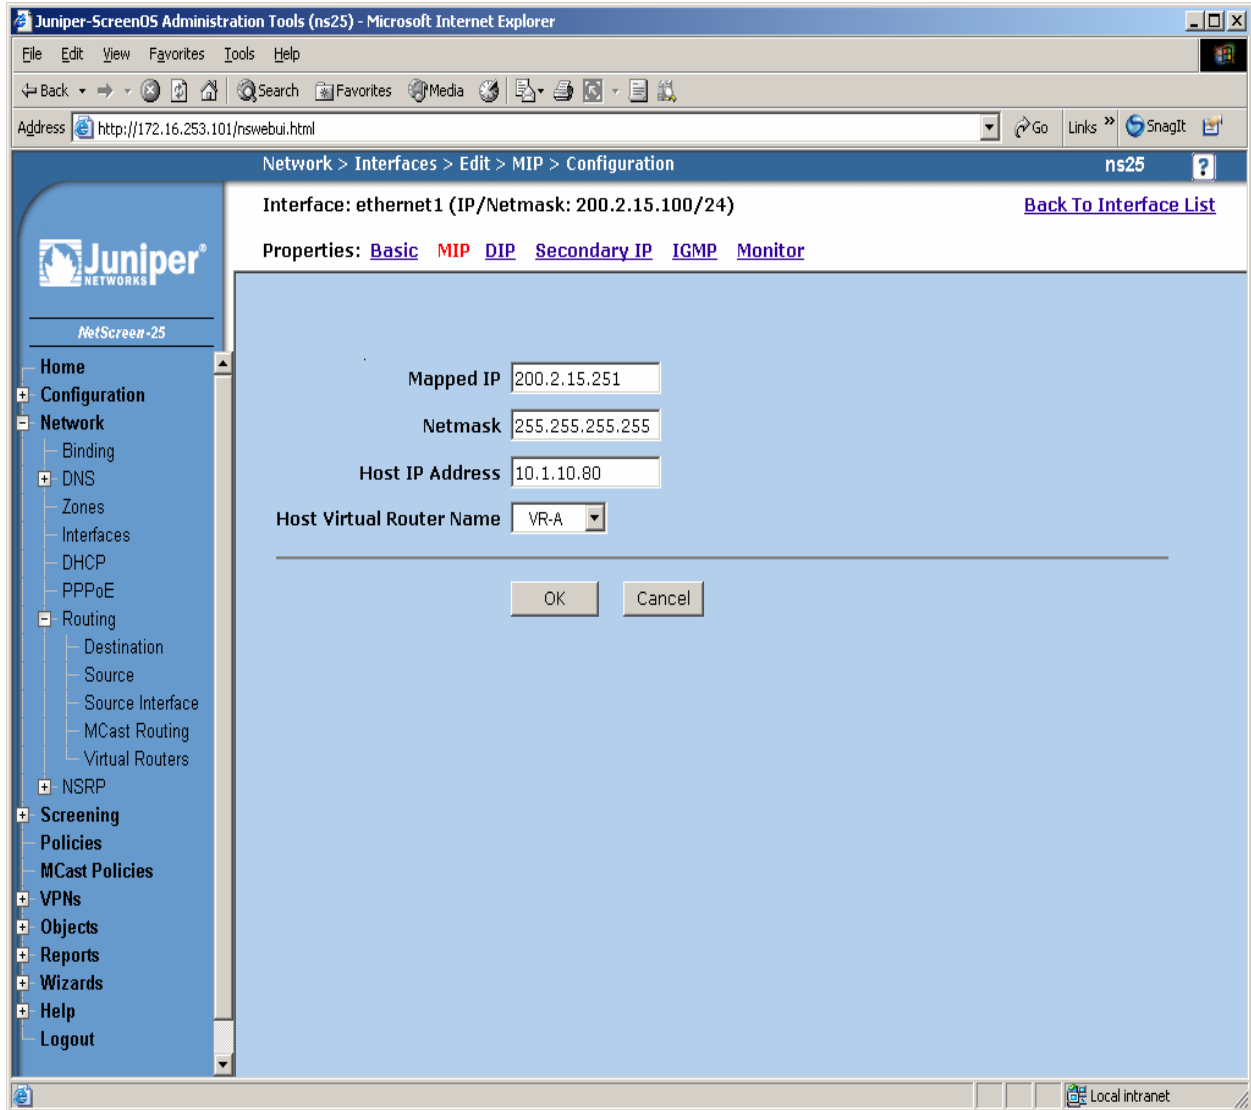 Juniper-ScreenOS Administration Tools (ns25) - Microsoft Internet Explorer
File Edit View Favorites Tools Help
Back Search Favorites Media
Address http://172.16.253.101/nswebui.html Go Links » SnagIt
Network > Interfaces > Edit > MIP > Configuration ns25 ?
Interface: ethernet1 (IP/Netmask: 200.2.15.100/24) Back To Interface List
Properties: Basic MIP DIP Secondary IP IGMP Monitor
Juniper®
NETWORKS
NetScreen-25
Home
Configuration
Network
Binding
DNS
Zones
Interfaces
DHCP
PPPoE
Routing
Destination
Source
Source Interface
MCast Routing
Virtual Routers
NSRP
Screening
Policies
MCast Policies
VPNs
Objects
Reports
Wizards
Help
Logout
Mapped IP 200.2.15.251
Netmask 255.255.255.255
Host IP Address 10.1.10.80
Host Virtual Router Name VR-A
OK Cancel
Local intranet